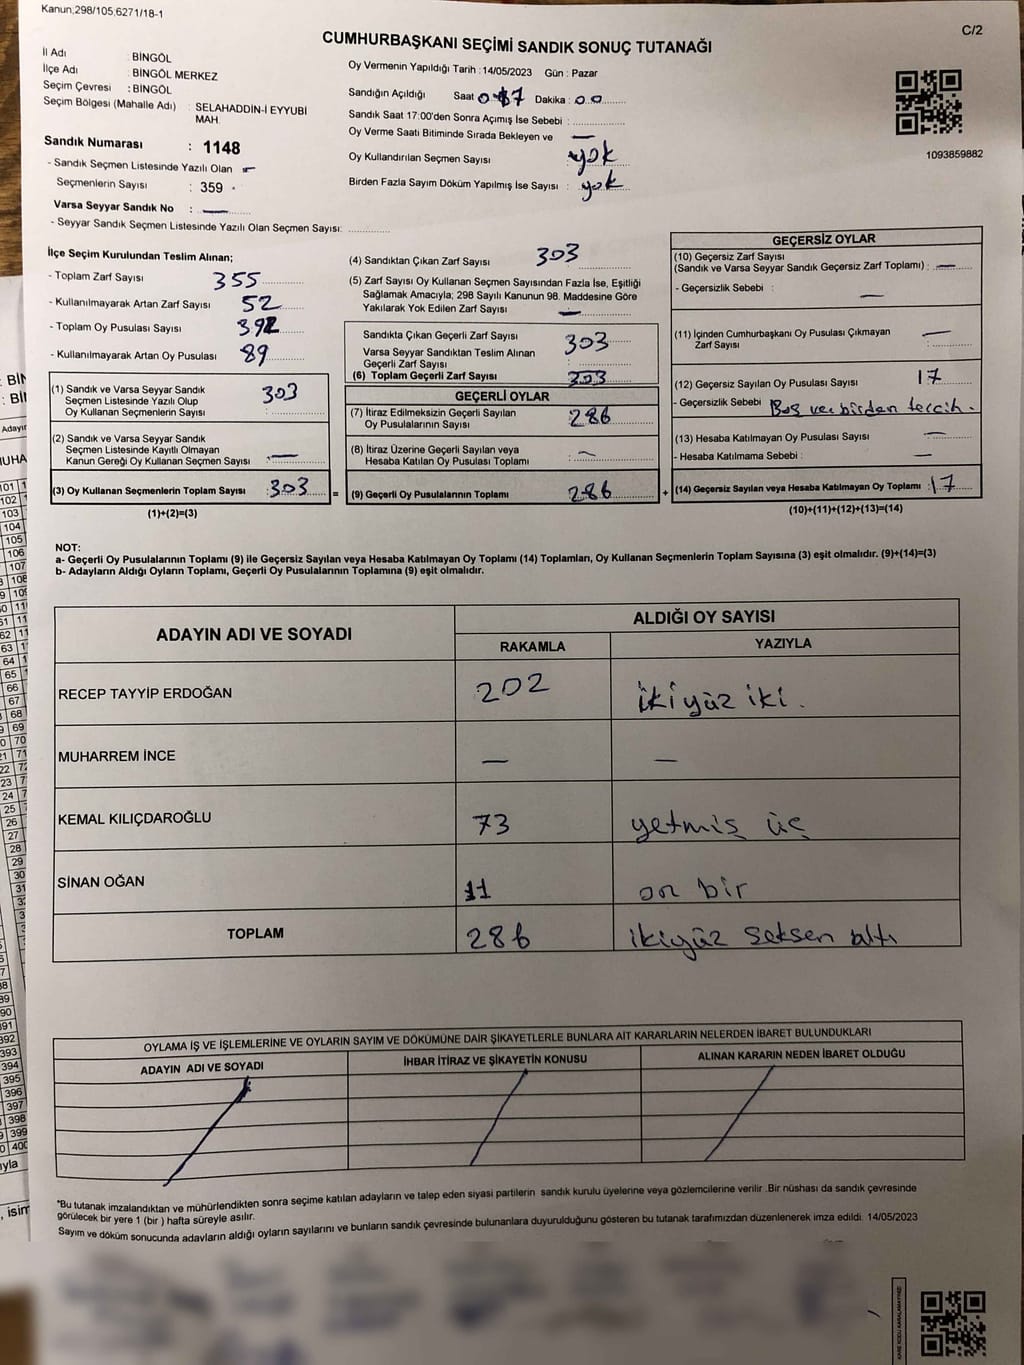 Kanun;298/105,6271/18-1
C/2
CUMHURBAŞKANI SEÇİMİ SANDIK SONUÇ TUTANAĞI
İl Adı : BİNGÖL
İlçe Adı : BİNGÖL MERKEZ
Seçim Çevresi : BİNGÖL
Seçim Bölgesi (Mahalle Adı) : SELAHADDİN-İ EYYUBİ
MAH.
Sandık Numarası : 1148
- Sandık Seçmen Listesinde Yazılı Olan
Seçmenlerin Sayısı : 359
Varsa Seyyar Sandık No : —
- Seyyar Sandık Seçmen Listesinde Yazılı Olan Seçmen Sayısı:
Oy Vermenin Yapıldığı Tarih : 14/05/2023 Gün : Pazar
Sandığın Açıldığı Saat Dakika : 00
Sandık Saat 17:00'den Sonra Açımış İse Sebebi :
Oy Verme Saati Bitiminde Sırada Bekleyen ve —
Oy Kullandırılan Seçmen Sayısı : yok
Birden Fazla Sayım Döküm Yapılmış İse Sayısı : yok
1093859882
İlçe Seçim Kurulundan Teslim Alınan;
- Toplam Zarf Sayısı 355
- Kullanılmayarak Artan Zarf Sayısı 52
- Toplam Oy Pusulası Sayısı 392
- Kullanılmayarak Artan Oy Pusulası 89
(1) Sandık ve Varsa Seyyar Sandık
Seçmen Listesinde Yazılı Olup
Oy Kullanan Seçmenlerin Sayısı : 303
(2) Sandık ve Varsa Seyyar Sandık
Seçmen Listesinde Kayıtlı Olmayan
Kanun Gereği Oy Kullanan Seçmen Sayısı : —
(3) Oy Kullanan Seçmenlerin Toplam Sayısı : 303 =
(1)+(2)=(3)
(4) Sandıktan Çıkan Zarf Sayısı : 303
(5) Zarf Sayısı Oy Kullanan Seçmen Sayısından Fazla İse, Eşitliği
Sağlamak Amacıyla; 298 Sayılı Kanunun 98. Maddesine Göre
Yakılarak Yok Edilen Zarf Sayısı : —
Sandıkta Çıkan Geçerli Zarf Sayısı : 303
Varsa Seyyar Sandıktan Teslim Alınan
Geçerli Zarf Sayısı :
(6) Toplam Geçerli Zarf Sayısı : 303
GEÇERLİ OYLAR
(7) İtiraz Edilmeksizin Geçerli Sayılan
Oy Pusulalarının Sayısı : 286
(8) İtiraz Üzerine Geçerli Sayılan veya
Hesaba Katılan Oy Pusulası Toplamı : —
(9) Geçerli Oy Pusulalarının Toplamı : 286 +
GEÇERSİZ OYLAR
(10) Geçersiz Zarf Sayısı
(Sandık ve Varsa Seyyar Sandık Geçersiz Zarf Toplamı) : —
- Geçersizlik Sebebi : —
(11) İçinden Cumhurbaşkanı Oy Pusulası Çıkmayan
Zarf Sayısı : —
(12) Geçersiz Sayılan Oy Pusulası Sayısı : 17
- Geçersizlik Sebebi : Boş ve birden tercih.
(13) Hesaba Katılmayan Oy Pusulası Sayısı : —
- Hesaba Katılmama Sebebi : —
(14) Geçersiz Sayılan veya Hesaba Katılmayan Oy Toplamı : 17
(10)+(11)+(12)+(13)=(14)
NOT:
a- Geçerli Oy Pusulalarının Toplamı (9) ile Geçersiz Sayılan veya Hesaba Katılmayan Oy Toplamı (14) Toplamları, Oy Kullanan Seçmenlerin Toplam Sayısına (3) eşit olmalıdır. (9)+(14)=(3)
b- Adayların Aldığı Oyların Toplamı, Geçerli Oy Pusulalarının Toplamına (9) eşit olmalıdır.
ADAYIN ADI VE SOYADI ALDIĞI OY SAYISI
RAKAMLA YAZIYLA
RECEP TAYYİP ERDOĞAN 202 ikiyüz iki.
MUHARREM İNCE — —
KEMAL KILIÇDAROĞLU 73 yetmiş üç
SİNAN OĞAN 11 on bir
TOPLAM 286 ikiyüz seksen altı
OYLAMA İŞ VE İŞLEMLERİNE VE OYLARIN SAYIM VE DÖKÜMÜNE DAİR ŞİKAYETLERLE BUNLARA AİT KARARLARIN NELERDEN İBARET BULUNDUKLARI
ADAYIN ADI VE SOYADI İHBAR İTİRAZ VE ŞİKAYETİN KONUSU ALINAN KARARIN NEDEN İBARET OLDUĞU
*Bu tutanak imzalandıktan ve mühürlendikten sonra seçime katılan adayların ve talep eden siyasi partilerin sandık kurulu üyelerine veya gözlemcilerine verilir .Bir nüshası da sandık çevresinde
görülecek bir yere 1 (bir ) hafta süreyle asılır.
Sayım ve döküm sonucunda adayların aldığı oyların sayılarını ve bunların sandık çevresinde bulunanlara duyurulduğunu gösteren bu tutanak tarafımızdan düzenlenerek imza edildi. 14/05/2023